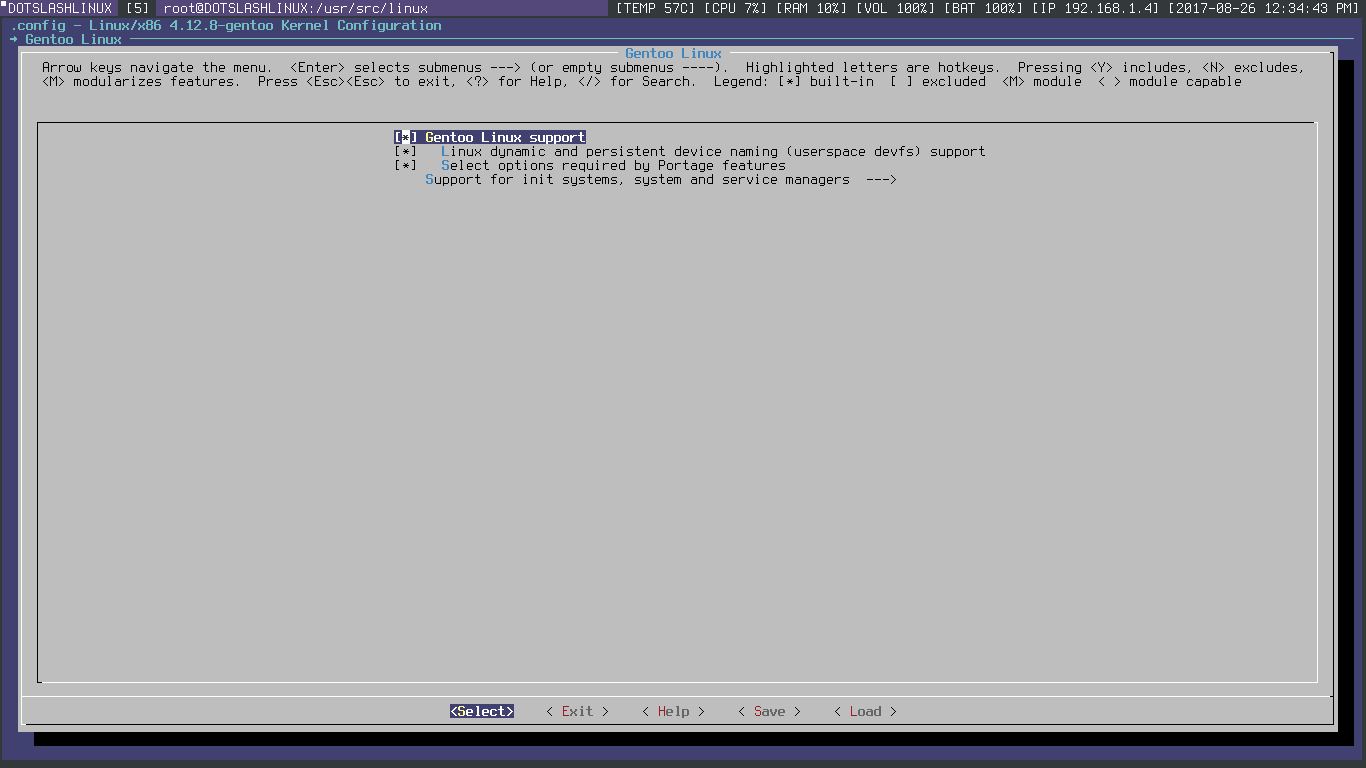 DOTSLASHLINUX [5] root@DOTSLASHLINUX:/usr/src/linux [TEMP 57C] [CPU 7%] [RAM 10%] [VOL 100%] [BAT 100%] [IP 192.168.1.4] [2017-08-26 12:34:43 PM]
.config - Linux/x86 4.12.8-gentoo Kernel Configuration
→ Gentoo Linux
Gentoo Linux
Arrow keys navigate the menu.  <Enter> selects submenus ---> (or empty submenus ----).  Highlighted letters are hotkeys.  Pressing <Y> includes, <N> excludes,
<M> modularizes features.  Press <Esc><Esc> to exit, <?> for Help, </> for Search.  Legend: [*] built-in  [ ] excluded  <M> module  < > module capable
[*] Gentoo Linux support
[*]   Linux dynamic and persistent device naming (userspace devfs) support
[*]   Select options required by Portage features
Support for init systems, system and service managers  --->
<Select>    < Exit >    < Help >    < Save >    < Load >